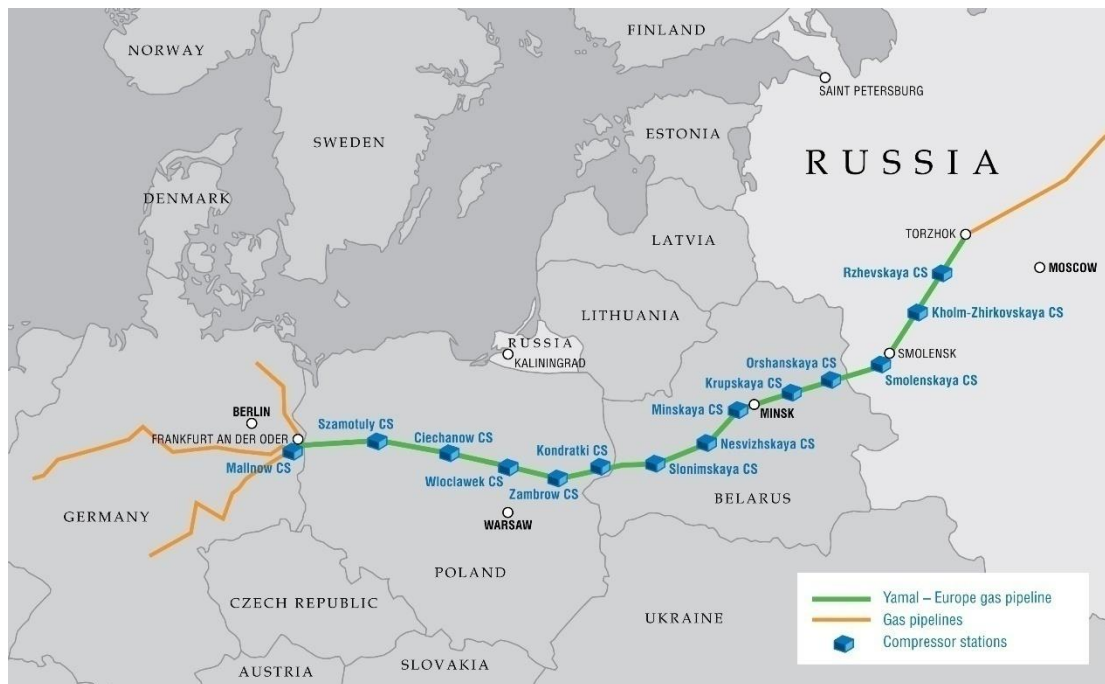 FINLAND
NORWAY
SAINT PETERSBURG
ESTONIA
SWEDEN
RUSSIA
DENMARK
TORZHOK
LATVIA
MOSCOW
Rzhevskaya CS
Kholm-Zhirkovskaya CS
LITHUANIA
RUSSIA
KALININGRAD
SMOLENSK
Orshanskaya CS
Smolenskaya CS
Krupskaya CS
Minskaya CS
MINSK
BERLIN
Szamotuly CS
FRANKFURT AN DER ODER
Ciechanow CS
Kondratki CS
Nesvizhskaya CS
Mallnow CS
Wloclawek CS
Slonimskaya CS
Zambrow CS
BELARUS
GERMANY
WARSAW
POLAND
CZECH REPUBLIC
UKRAINE
AUSTRIA
SLOVAKIA
Yamal – Europe gas pipeline
Gas pipelines
Compressor stations